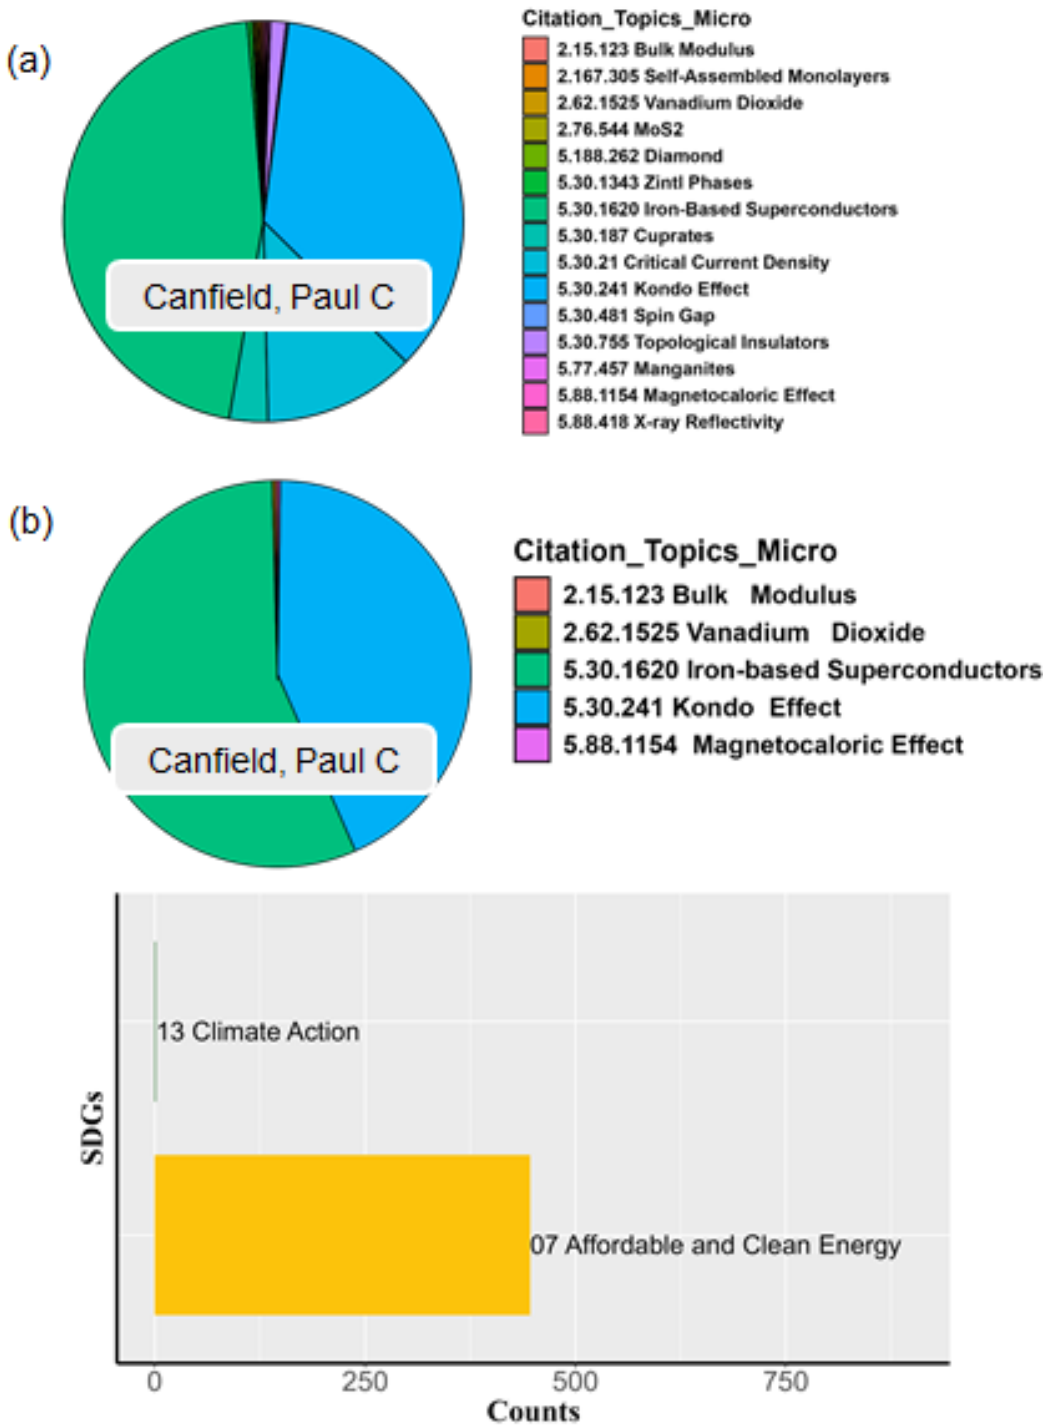 (a)
Canfield, Paul C
Citation_Topics_Micro
2.15.123 Bulk Modulus
2.167.305 Self-Assembled Monolayers
2.62.1525 Vanadium Dioxide
2.76.544 MoS2
5.188.262 Diamond
5.30.1343 Zintl Phases
5.30.1620 Iron-Based Superconductors
5.30.187 Cuprates
5.30.21 Critical Current Density
5.30.241 Kondo Effect
5.30.481 Spin Gap
5.30.755 Topological Insulators
5.77.457 Manganites
5.88.1154 Magnetocaloric Effect
5.88.418 X-ray Reflectivity
(b)
Canfield, Paul C
Citation_Topics_Micro
2.15.123 Bulk Modulus
2.62.1525 Vanadium Dioxide
5.30.1620 Iron-based Superconductors
5.30.241 Kondo Effect
5.88.1154 Magnetocaloric Effect
SDGs
13 Climate Action
07 Affordable and Clean Energy
0 250 500 750
Counts